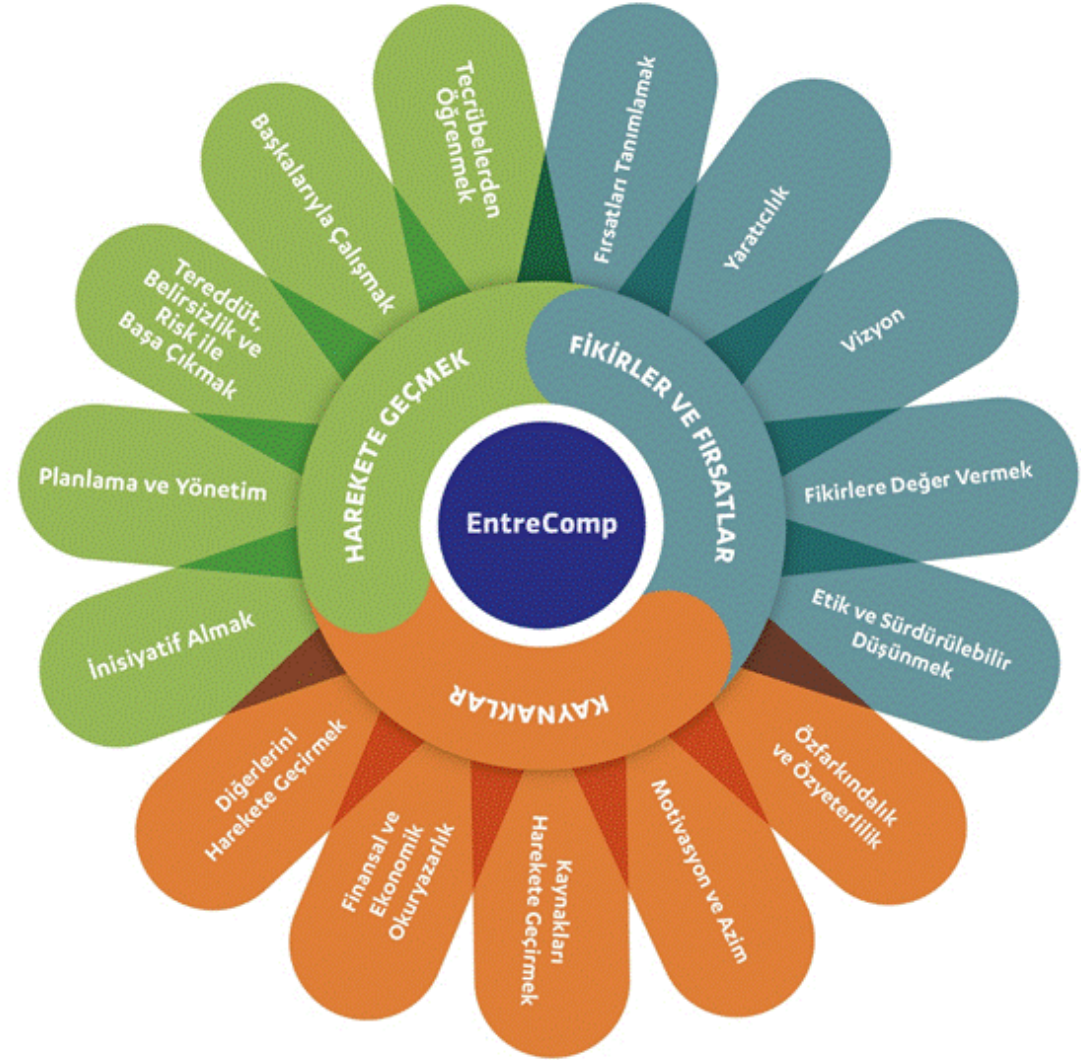 EntreComp
FİKİRLER VE FIRSATLAR
Fırsatları Tanımlamak
Yaratıcılık
Vizyon
Fikirlere Değer Vermek
Etik ve Sürdürülebilir
Düşünmek
KAYNAKLAR
Özfarkındalık
ve Özyeterlilik
Motivasyon ve Azim
Kaynakları
Harekete Geçirmek
Finansal ve
Ekonomik
Okuryazarlık
Diğerlerini
Harekete Geçirmek
HAREKETE GEÇMEK
İnisiyatif Almak
Planlama ve Yönetim
Tereddüt,
Belirsizlik ve
Risk ile
Başa Çıkmak
Başkalarıyla Çalışmak
Tecrübelerden
Öğrenmek